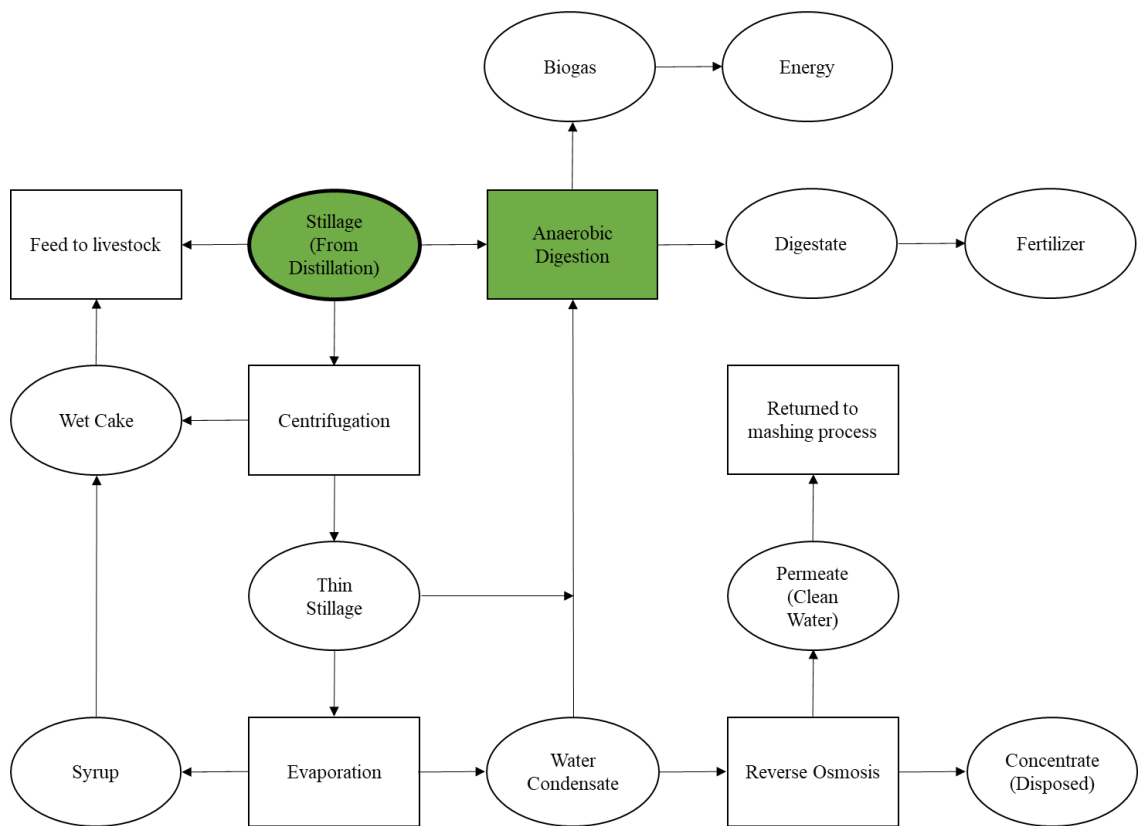 Biogas
Energy
Feed to livestock
Stillage
(From
Distillation)
Anaerobic
Digestion
Digestate
Fertilizer
Wet Cake
Centrifugation
Returned to
mashing process
Thin
Stillage
Permeate
(Clean
Water)
Syrup
Evaporation
Water
Condensate
Reverse Osmosis
Concentrate
(Disposed)